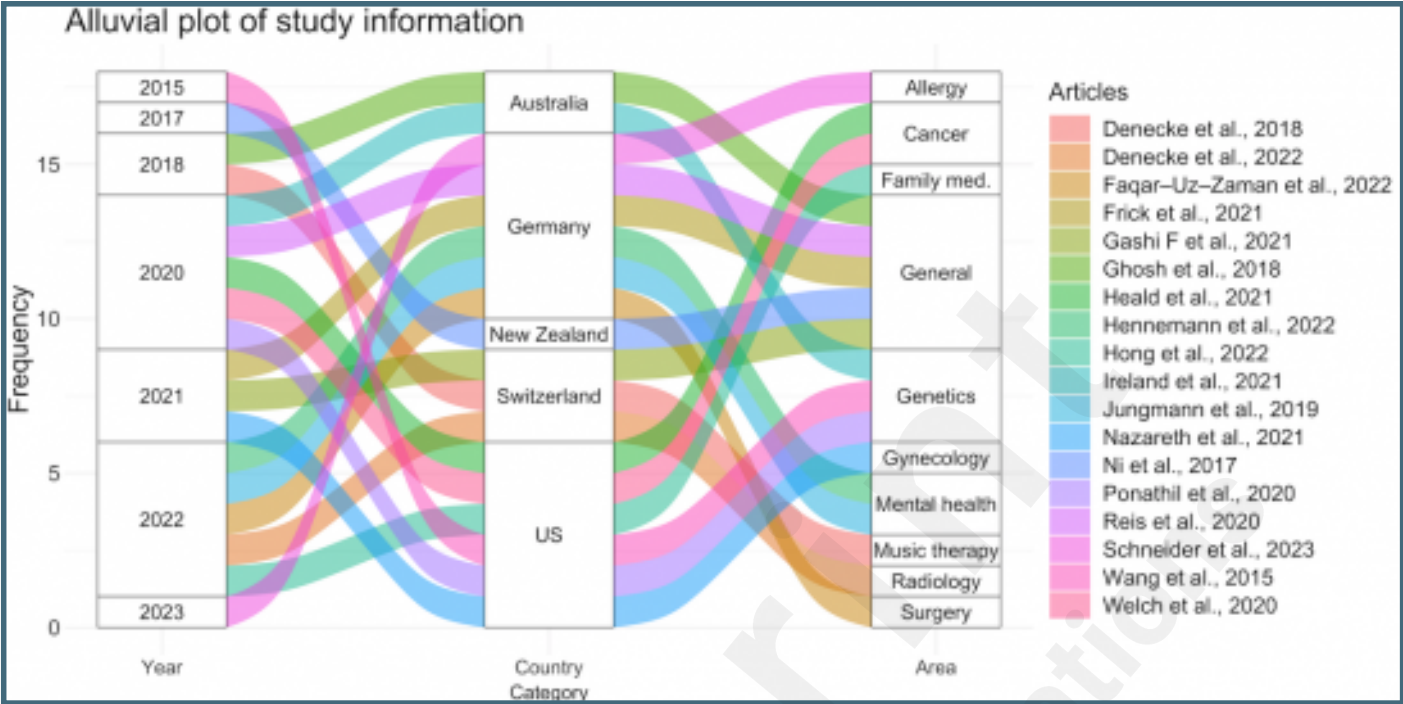 Alluvial plot of study information
Frequency
15
10
5
0
2015
2017
2018
2020
2021
2022
2023
Year
Australia
Germany
New Zealand
Switzerland
US
Country
Category
Allergy
Cancer
Family med.
General
Genetics
Gynecology
Mental health
Music therapy
Radiology
Surgery
Area
Articles
Denecke et al., 2018
Denecke et al., 2022
Faqar–Uz–Zaman et al., 2022
Frick et al., 2021
Gashi F et al., 2021
Ghosh et al., 2018
Heald et al., 2021
Hennemann et al., 2022
Hong et al., 2022
Ireland et al., 2021
Jungmann et al., 2019
Nazareth et al., 2021
Ni et al., 2017
Ponathil et al., 2020
Reis et al., 2020
Schneider et al., 2023
Wang et al., 2015
Welch et al., 2020